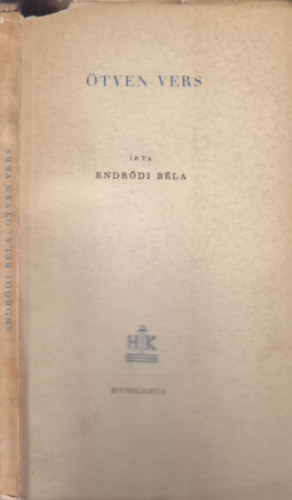 ÖTVEN VERS
ÍRTA
ENDRŐDI BÉLA
HK
ENDRŐDI BÉLA: ÖTVEN VERS